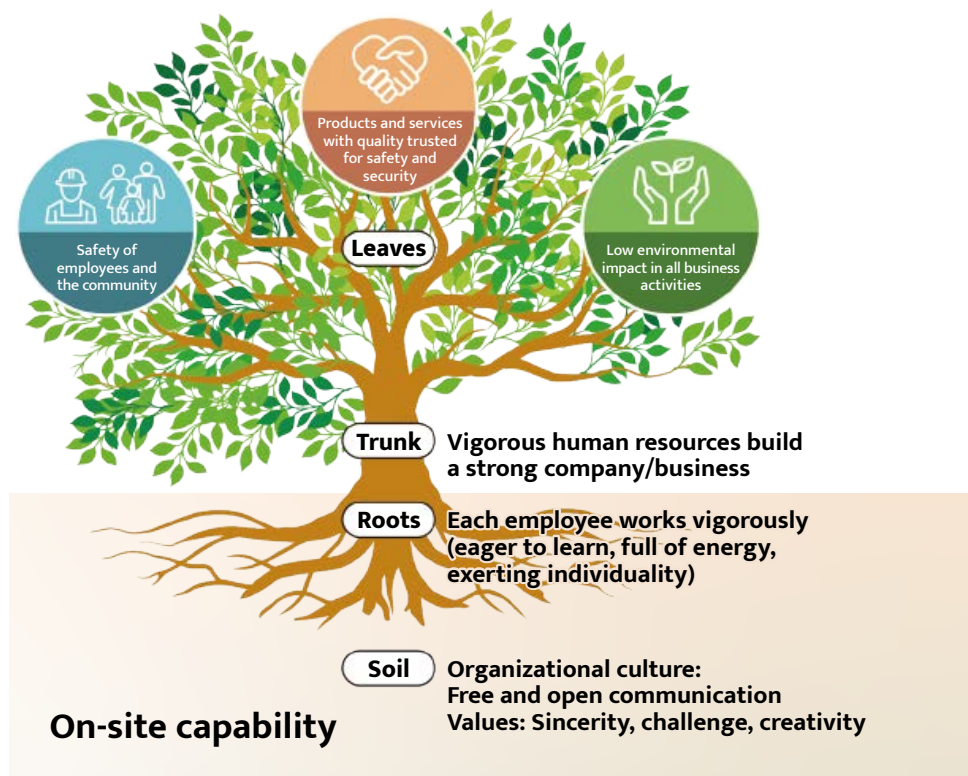 Products and services
with quality trusted
for safety and
security
Safety of
employees and
the community
Leaves
Low environmental
impact in all business
activities
Trunk
Vigorous human resources build
a strong company/business
Roots
Each employee works vigorously
(eager to learn, full of energy,
exerting individuality)
Soil
Organizational culture:
Free and open communication
Values: Sincerity, challenge, creativity
On-site capability